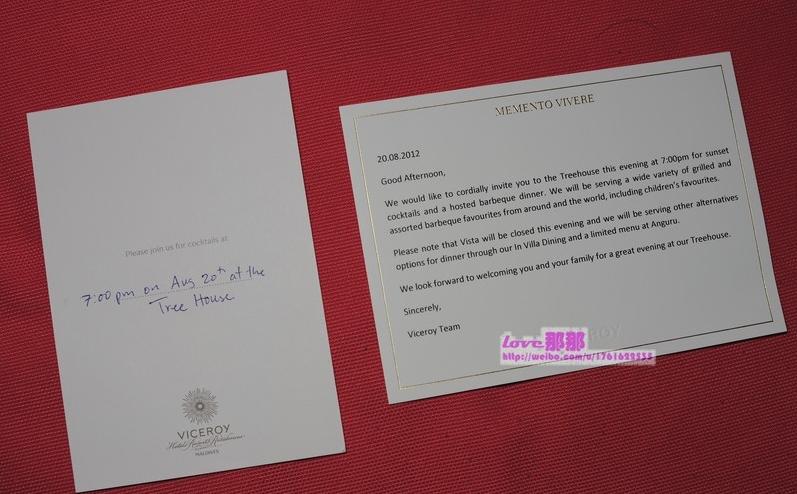 Please join us for cocktails at
7:00 pm on Aug 20th at the
Tree House
VICEROY
Hotels Resorts Residences
MALDIVES
MEMENTO VIVERE
20.08.2012
Good Afternoon,
We would like to cordially invite you to the Treehouse this evening at 7:00pm for sunset
cocktails and a hosted barbeque dinner. We will be serving a wide variety of grilled and
assorted barbeque favourites from around and the world, including children's favourites.
Please note that Vista will be closed this evening and we will be serving other alternatives
options for dinner through our In Villa Dining and a limited menu at Anguru.
We look forward to welcoming you and your family for a great evening at our Treehouse.
Sincerely,
Viceroy Team
love那那
http://weibo.com/u/1761622555